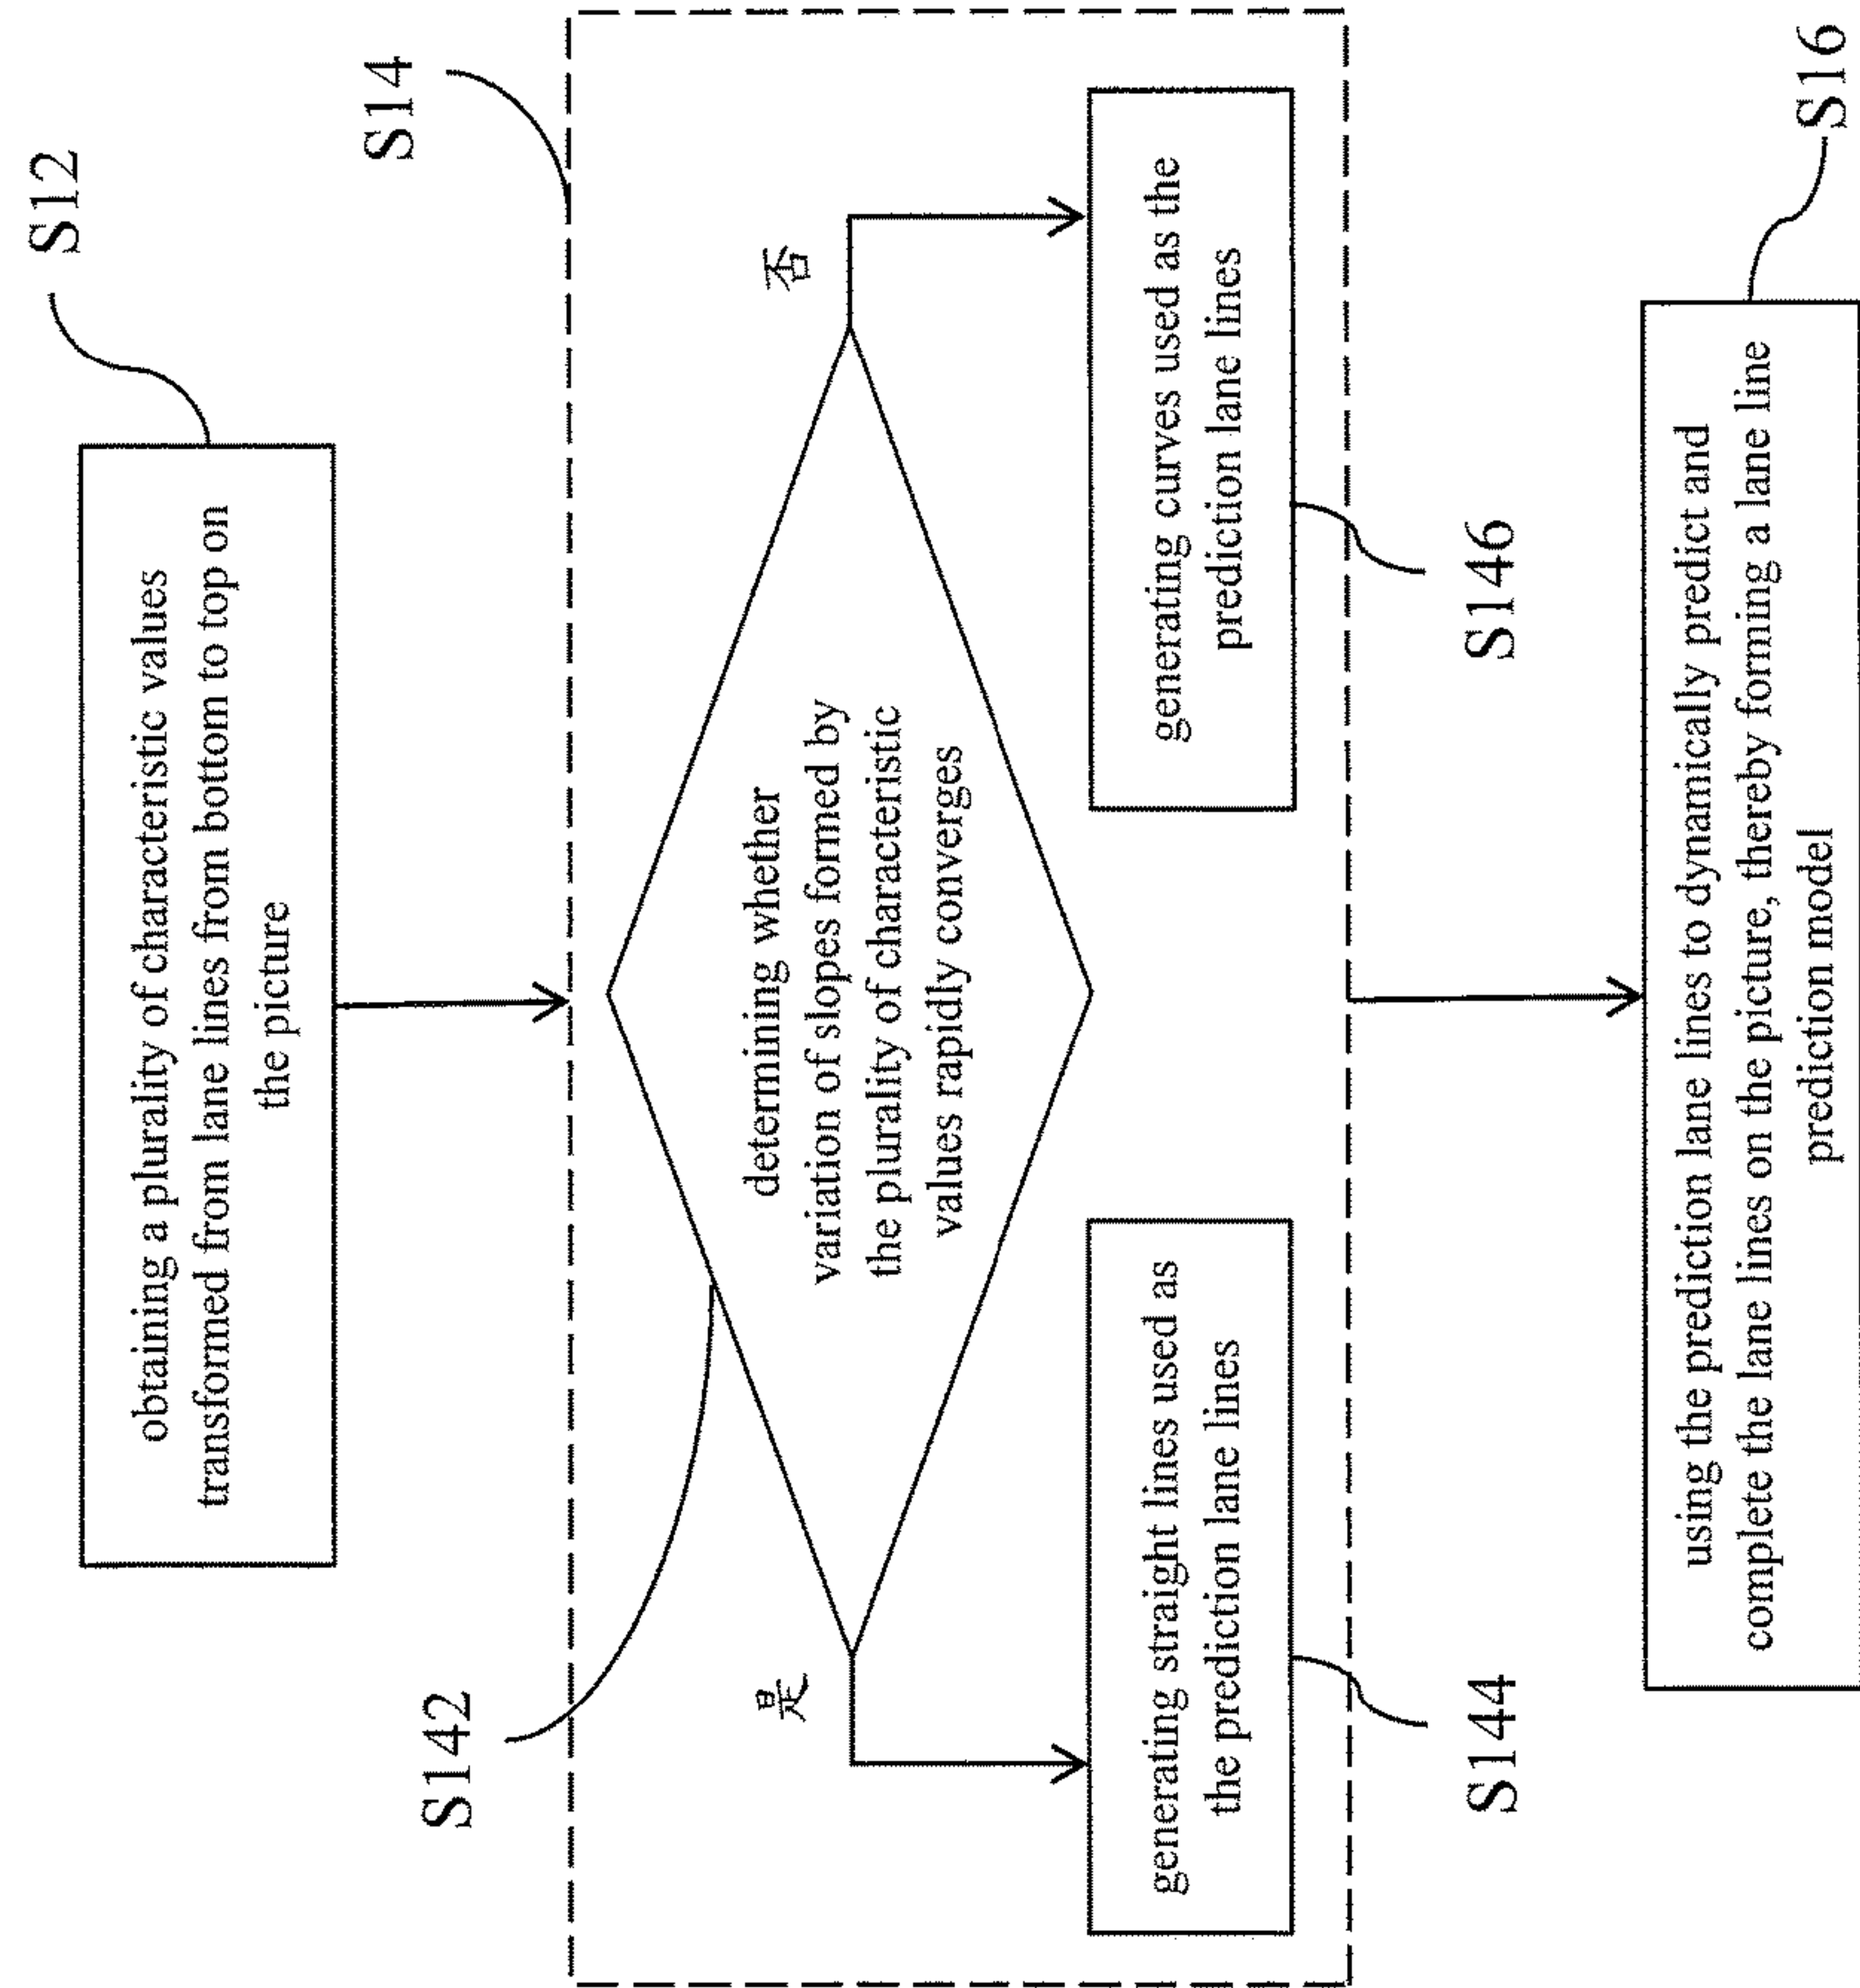 S12
obtaining a plurality of characteristic values
transformed from lane lines from bottom to top on
the picture
S14
S142
determining whether
variation of slopes formed by
the plurality of characteristic
values rapidly converges
是
否
generating straight lines used as
the prediction lane lines
S144
generating curves used as the
prediction lane lines
S146
using the prediction lane lines to dynamically predict and
complete the lane lines on the picture, thereby forming a lane line
prediction model
S16